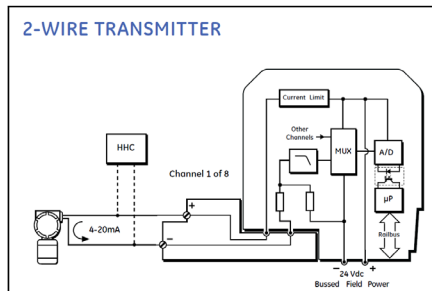 2-WIRE TRANSMITTER
Current Limit
Other
Channels
HHC
MUX
A/D
Channel 1 of 8
µP
+
4-20mA
Railbus
–
– 24 Vdc +
Bussed Field Power